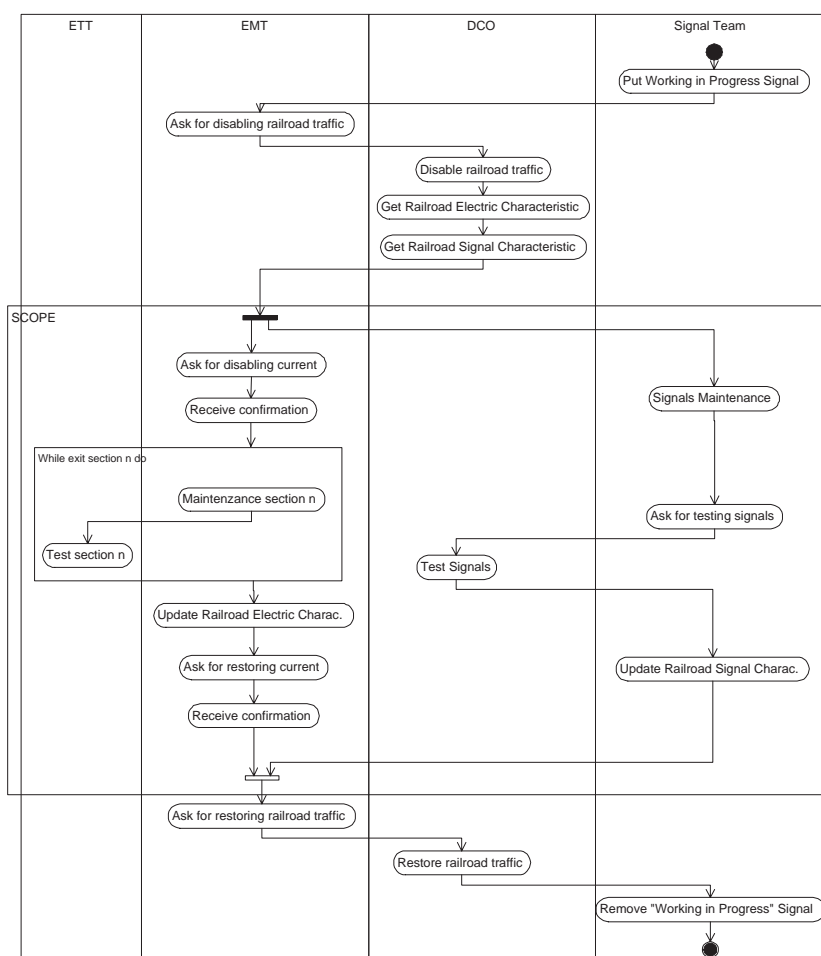 ETT
EMT
DCO
Signal Team
Put Working in Progress Signal
Ask for disabling railroad traffic
Disable railroad traffic
Get Railroad Electric Characteristic
Get Railroad Signal Characteristic
SCOPE
Ask for disabling current
Signals Maintenance
Receive confirmation
While exit section n do
Maintenzance section n
Ask for testing signals
Test section n
Test Signals
Update Railroad Electric Charac.
Ask for restoring current
Update Railroad Signal Charac.
Receive confirmation
Ask for restoring railroad traffic
Restore railroad traffic
Remove "Working in Progress" Signal